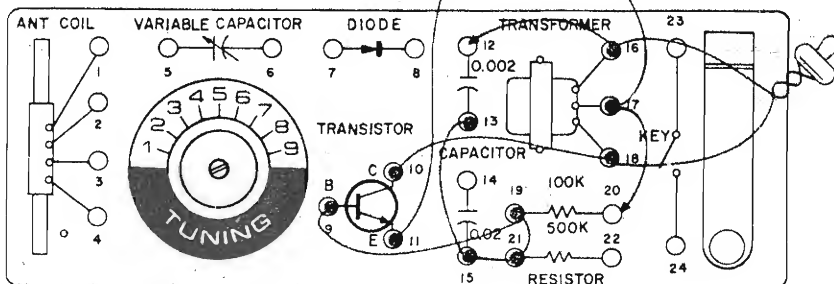 ANT COIL
VARIABLE CAPACITOR
DIODE
TRANSFORMER
1
2
3
4
5
6
7
8
12
0.002
13
16
17
18
23
KEY
24
1 2 3 4 5 6 7 8 9
TUNING
TRANSISTOR
C
10
B
9
E
11
CAPACITOR
14
0.02
15
19
100K
20
500K
21
22
RESISTOR